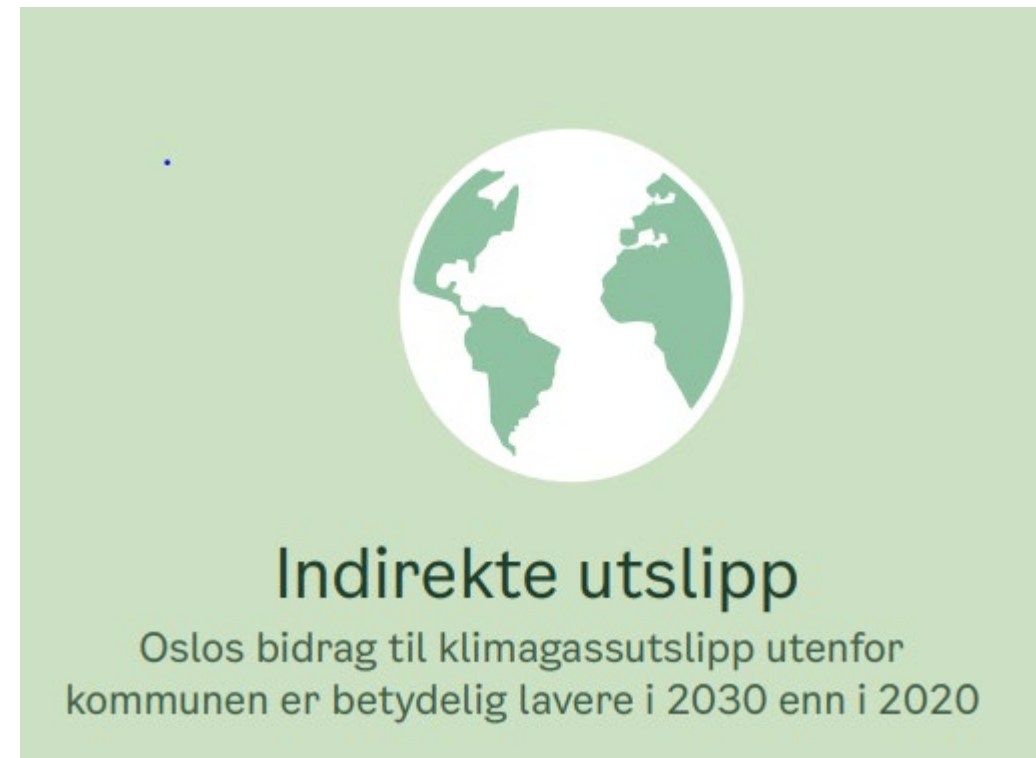 Indirekte utslipp
Oslos bidrag til klimagassutslipp utenfor
kommunen er betydelig lavere i 2030 enn i 2020